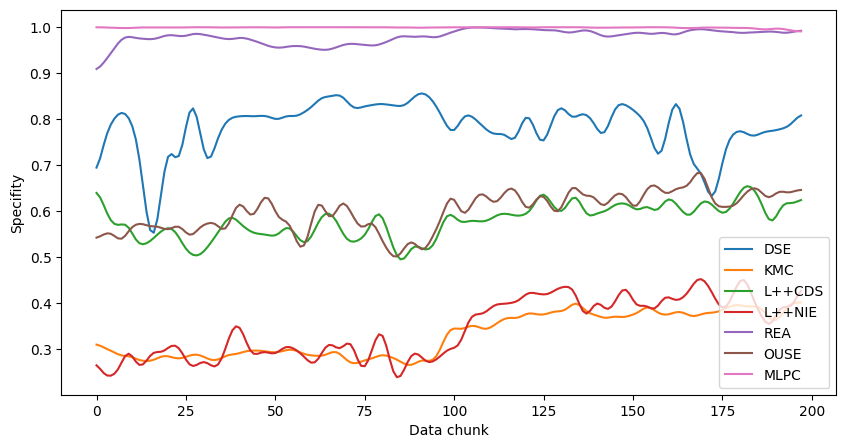 1.0
0.9
0.8
0.7
0.6
0.5
0.4
0.3
Specifity
0
25
50
75
100
125
150
175
200
Data chunk
DSE
KMC
L++CDS
L++NIE
REA
OUSE
MLPC